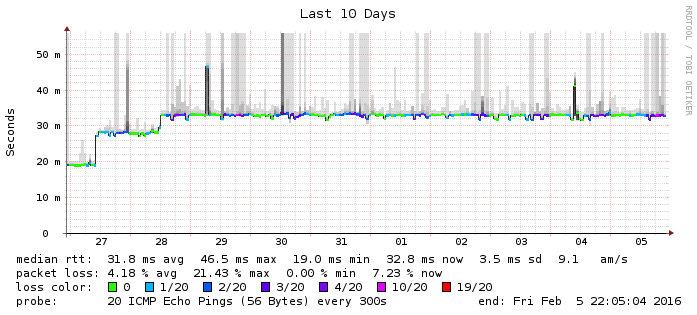 Last 10 Days
RRDTOOL / TOBI OETIKER
Seconds
50 m
40 m
30 m
20 m
10 m
0
27 28 29 30 31 01 02 03 04 05
median rtt: 31.8 ms avg 46.5 ms max 19.0 ms min 32.8 ms now 3.5 ms sd 9.1 am/s
packet loss: 4.18 % avg 21.43 % max 0.00 % min 7.23 % now
loss color: 0 1/20 2/20 3/20 4/20 10/20 19/20
probe: 20 ICMP Echo Pings (56 Bytes) every 300s end: Fri Feb 5 22:05:04 2016